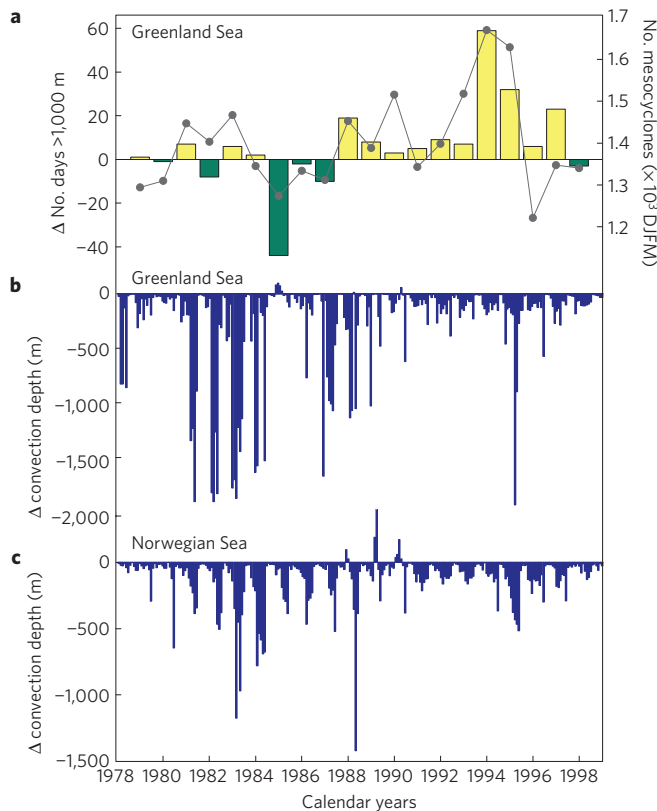 a
Greenland Sea
Δ No. days >1,000 m
60
40
20
0
−20
−40
No. mesocyclones
(×10³ DJFM)
1.7
1.6
1.5
1.4
1.3
1.2
b
Greenland Sea
Δ convection depth (m)
0
−500
−1,000
−1,500
−2,000
c
Norwegian Sea
Δ convection depth (m)
0
−500
−1,000
−1,500
1978 1980 1982 1984 1986 1988 1990 1992 1994 1996 1998
Calendar years